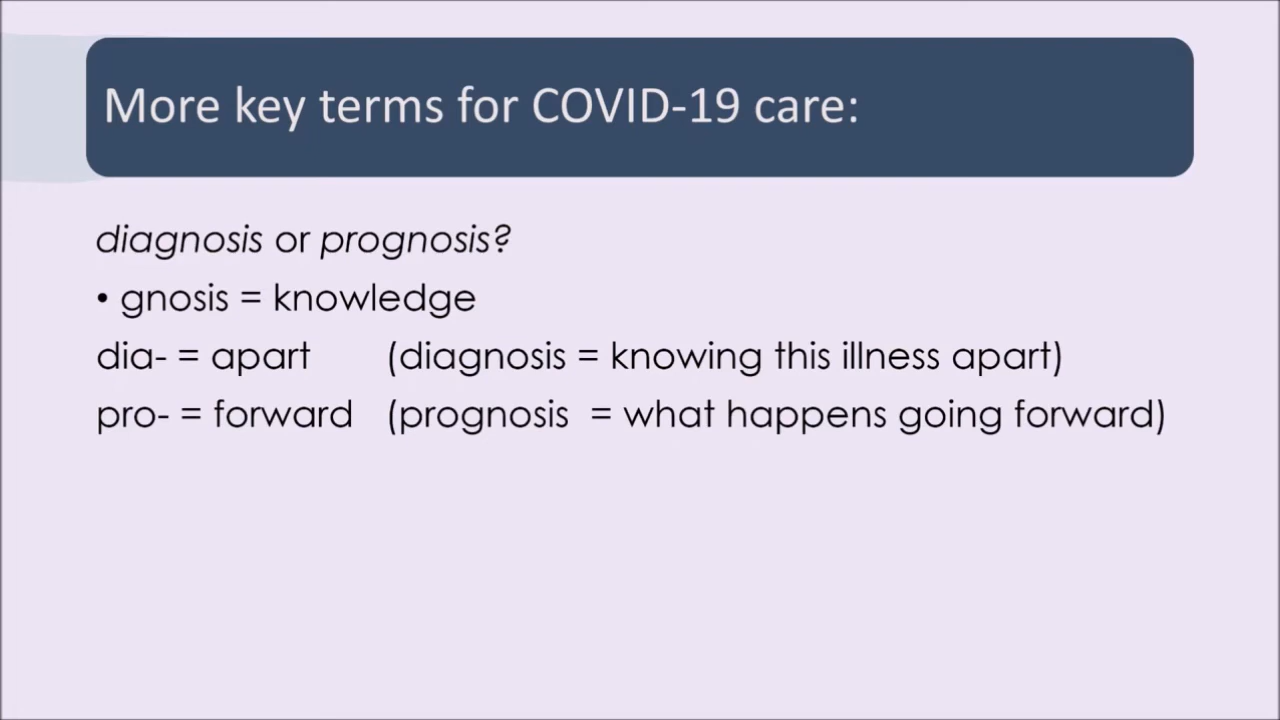 More key terms for COVID-19 care:
diagnosis or prognosis?
• gnosis = knowledge
dia- = apart (diagnosis = knowing this illness apart)
pro- = forward (prognosis = what happens going forward)